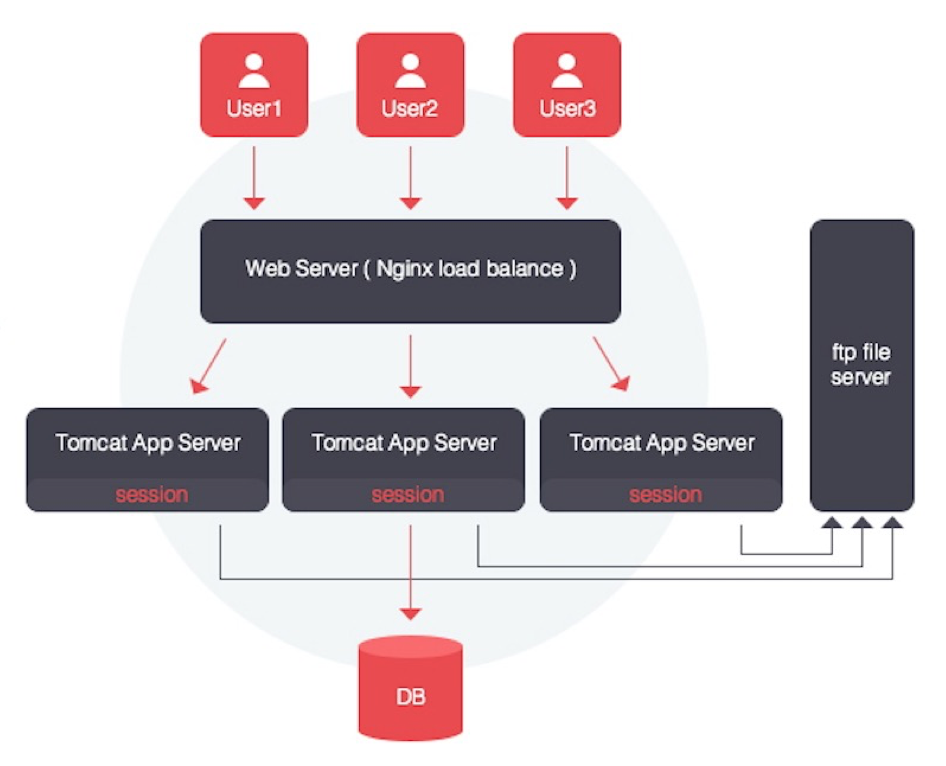 User1
User2
User3
Web Server ( Nginx load balance )
ftp file
server
Tomcat App Server
session
Tomcat App Server
session
Tomcat App Server
session
DB